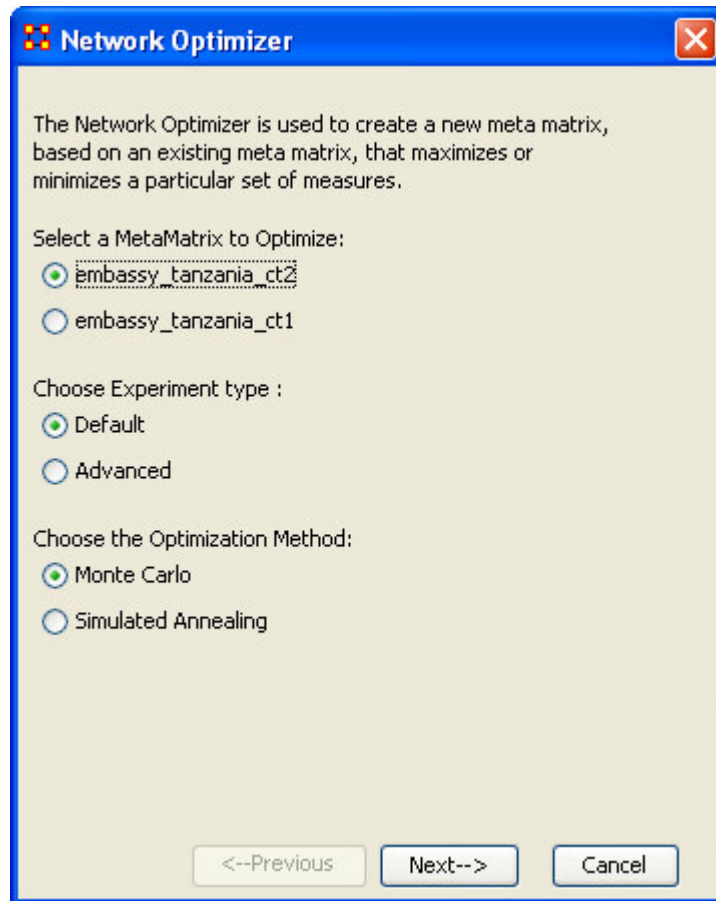 Network Optimizer
The Network Optimizer is used to create a new meta matrix,
based on an existing meta matrix, that maximizes or
minimizes a particular set of measures.
Select a MetaMatrix to Optimize:
embassy_tanzania_ct2
embassy_tanzania_ct1
Choose Experiment type :
Default
Advanced
Choose the Optimization Method:
Monte Carlo
Simulated Annealing
<--Previous Next--> Cancel